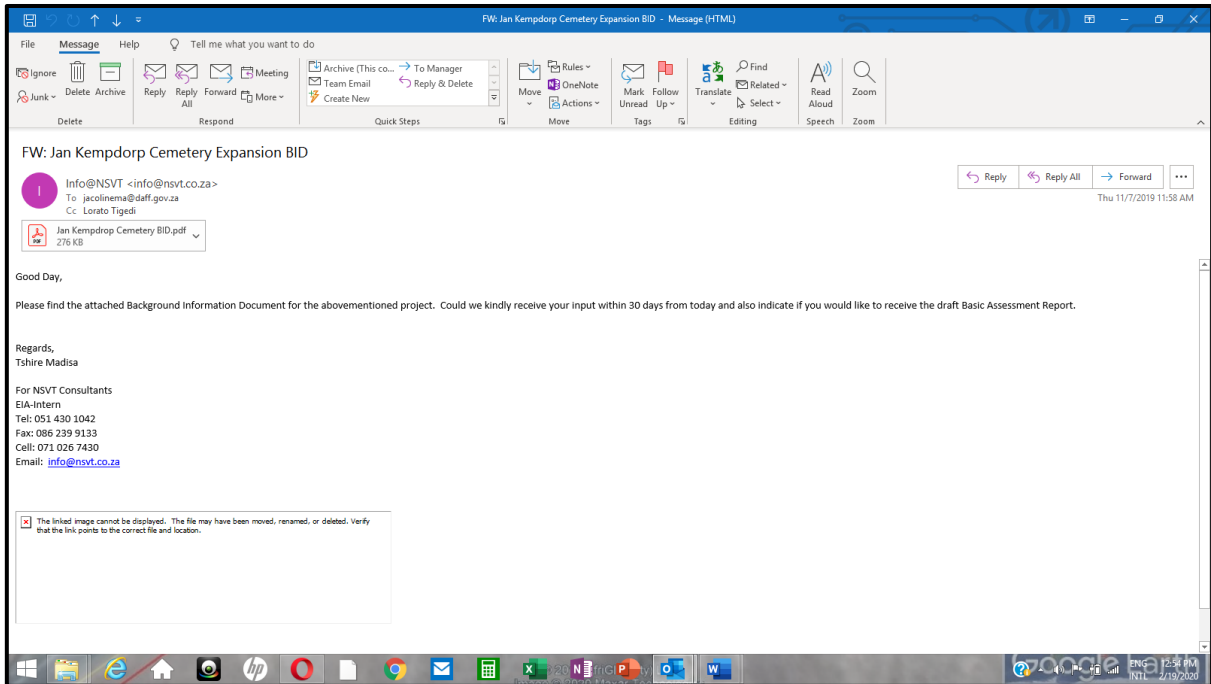 FW: Jan Kempdorp Cemetery Expansion BID - Message (HTML)
File Message Help Tell me what you want to do
Ignore
Junk
Delete Archive
Reply Reply All Forward
Meeting
More
Archive (This co... To Manager
Team Email Reply & Delete
Create New
Move
Rules
OneNote
Actions
Mark Unread Follow Up
Translate
Find
Related
Select
Read Aloud
Zoom
Delete Respond Quick Steps Move Tags Editing Speech Zoom
FW: Jan Kempdorp Cemetery Expansion BID
I
Info@NSVT <info@nsvt.co.za>
To jacolinema@daff.gov.za
Cc Lorato Tigedi
Reply Reply All Forward
Thu 11/7/2019 11:58 AM
PDF
Jan Kempdrop Cemetery BID.pdf
276 KB
Good Day,
Please find the attached Background Information Document for the abovementioned project. Could we kindly receive your input within 30 days from today and also indicate if you would like to receive the draft Basic Assessment Report.
Regards,
Tshire Madisa
For NSVT Consultants
EIA-Intern
Tel: 051 430 1042
Fax: 086 239 9133
Cell: 071 026 7430
Email: info@nsvt.co.za
The linked image cannot be displayed. The file may have been moved, renamed, or deleted. Verify
that the link points to the correct file and location.
Google Earth
ENG 12:54 PM
INTL 2/19/2020